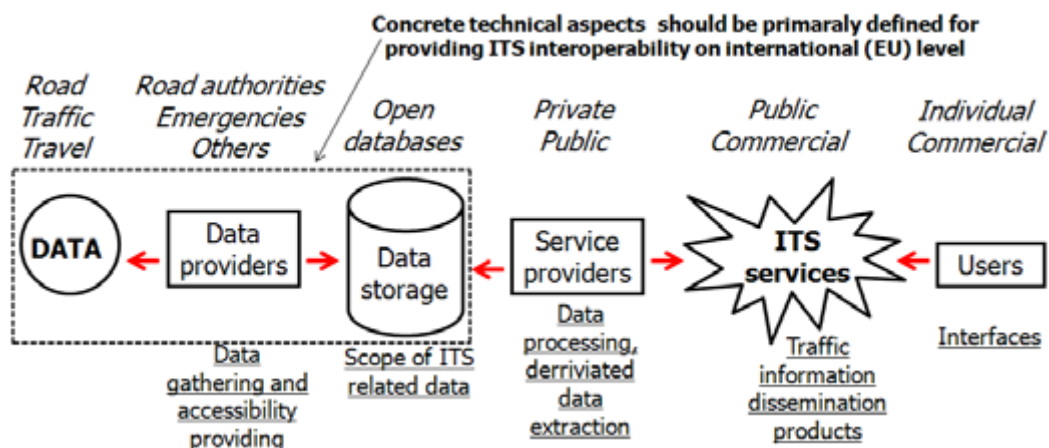 Concrete technical aspects should be primaraly defined for
providing ITS interoperability on international (EU) level
Road
Traffic
Travel
Road authorities
Emergencies
Others
Open
databases
Private
Public
Public
Commercial
Individual
Commercial
DATA
Data
providers
Data
storage
Service
providers
ITS
services
Users
Data
gathering and
accessibility
providing
Scope of ITS
related data
Data
processing,
derriviated
data
extraction
Traffic
information
dissemination
products
Interfaces